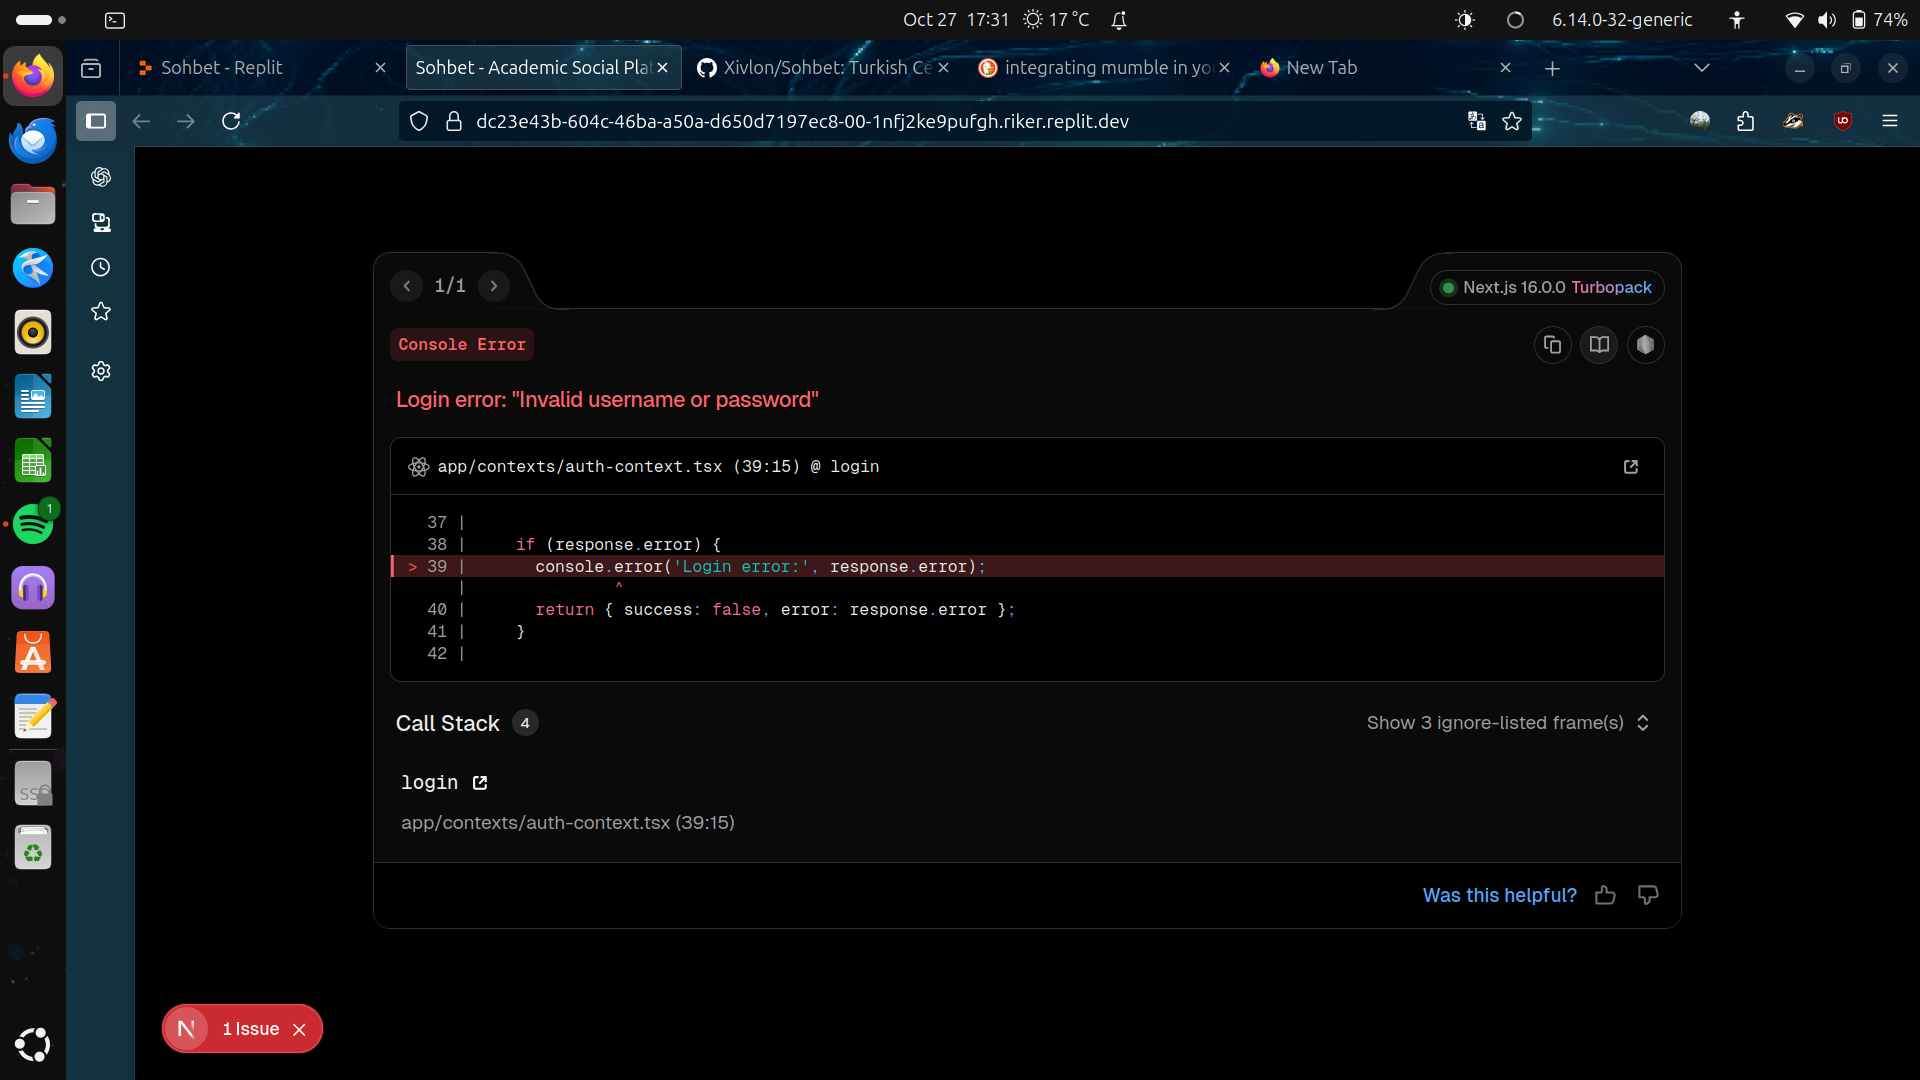 Oct 27 17:31 17 °C
6.14.0-32-generic
74%
Sohbet - Replit
Sohbet - Academic Social Plat
Xivlon/Sohbet: Turkish Ce
integrating mumble in yo
New Tab
dc23e43b-604c-46ba-a50a-d650d7197ec8-00-1nfj2ke9pufgh.riker.replit.dev
1/1
Next.js 16.0.0 Turbopack
Console Error
Login error: "Invalid username or password"
app/contexts/auth-context.tsx (39:15) @ login
37 |
38 | if (response.error) {
> 39 | console.error('Login error:', response.error);
| ^
40 | return { success: false, error: response.error };
41 | }
42 |
Call Stack 4
Show 3 ignore-listed frame(s)
login
app/contexts/auth-context.tsx (39:15)
Was this helpful?
N 1 Issue
1